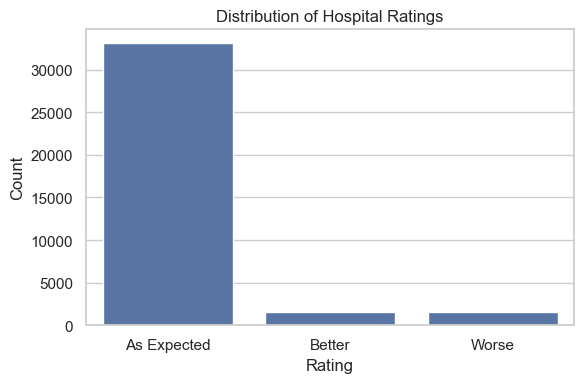 Distribution of Hospital Ratings
30000
25000
20000
15000
10000
5000
0
Count
As Expected
Better
Worse
Rating